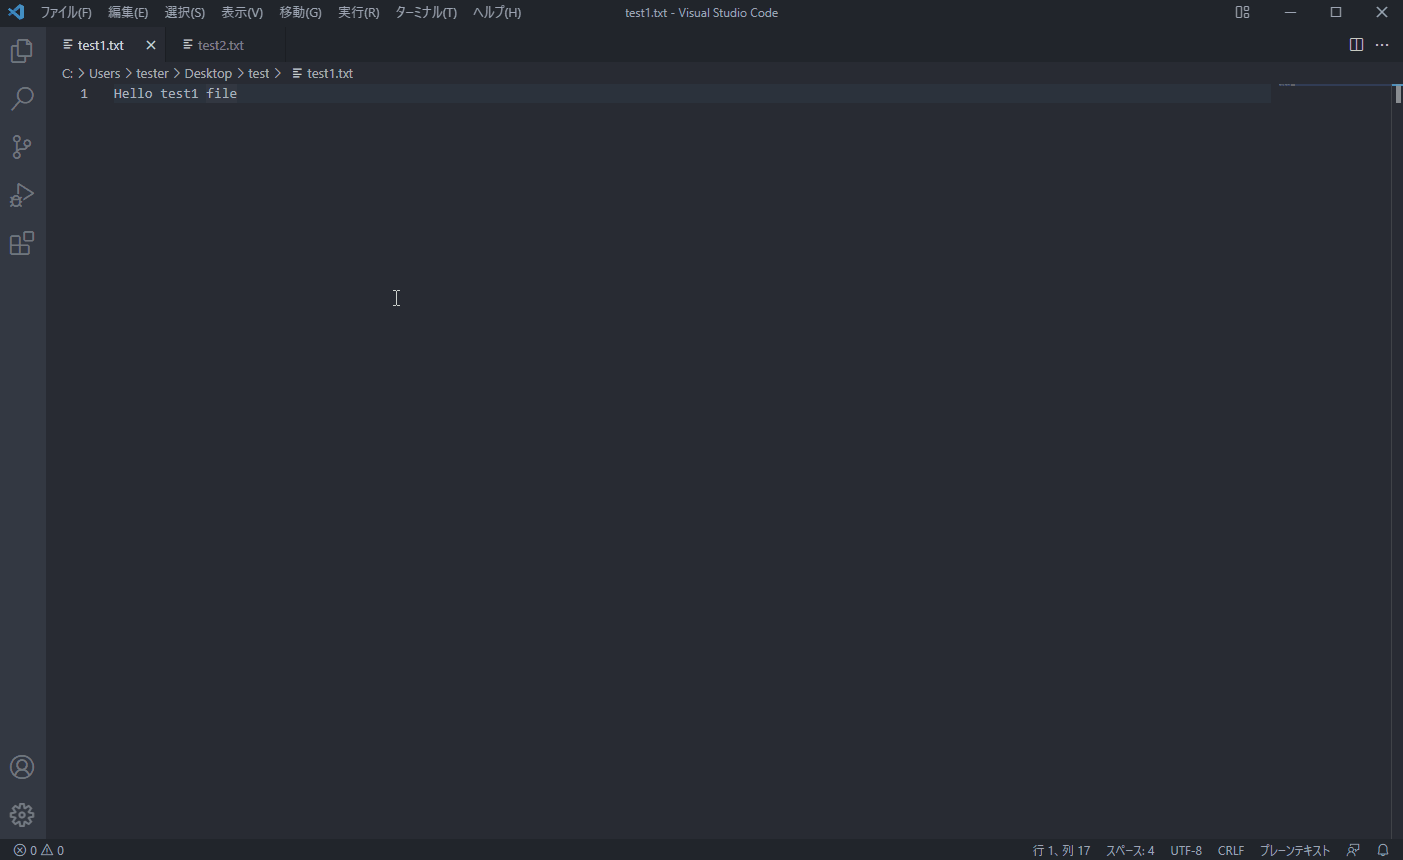 ファイル(F) 編集(E) 選択(S) 表示(V) 移動(G) 実行(R) ターミナル(T) ヘルプ(H) test1.txt - Visual Studio Code
test1.txt test2.txt
C: > Users > tester > Desktop > test > test1.txt
1 Hello test1 file
0 0 行 1、列 17 スペース: 4 UTF-8 CRLF プレーンテキスト